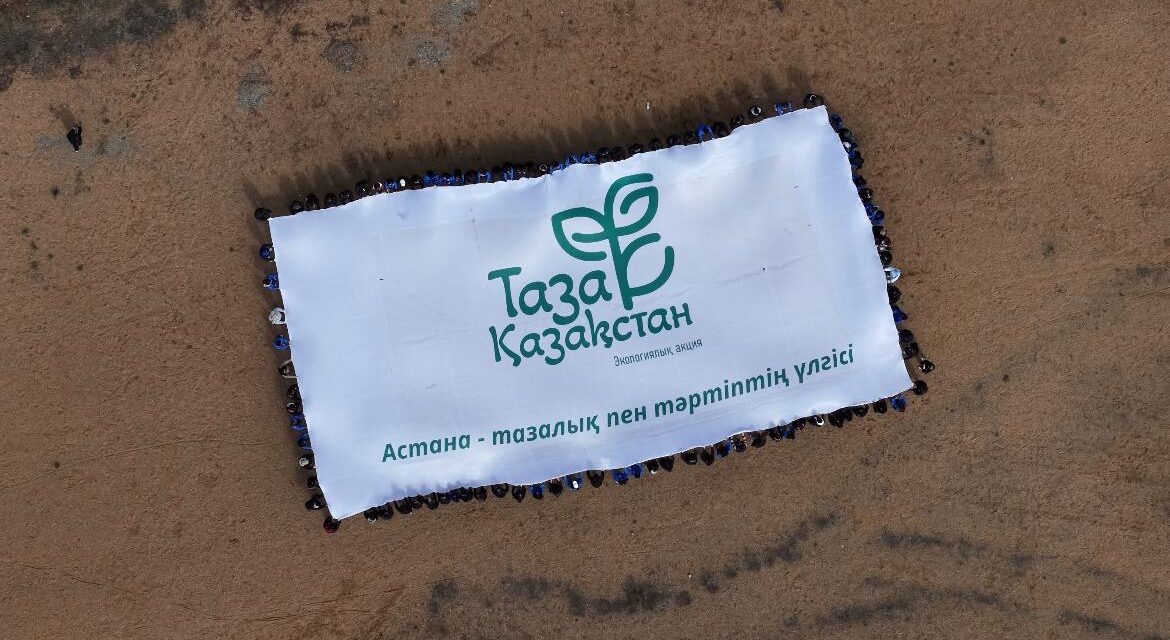 Таза
Қазақстан
Экологиялық акция
Астана - тазалық пен тәртіптің үлгісі